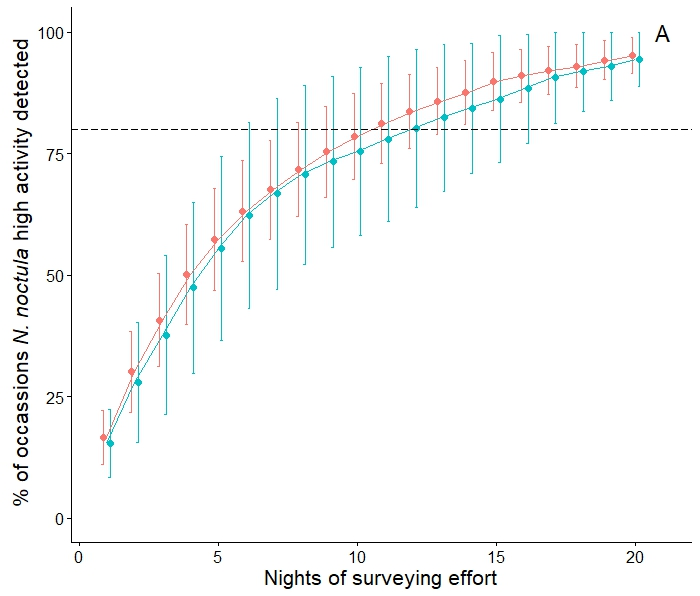 A
100
75
50
25
0
% of occassions N. noctula high activity detected
0 5 10 15 20
Nights of surveying effort